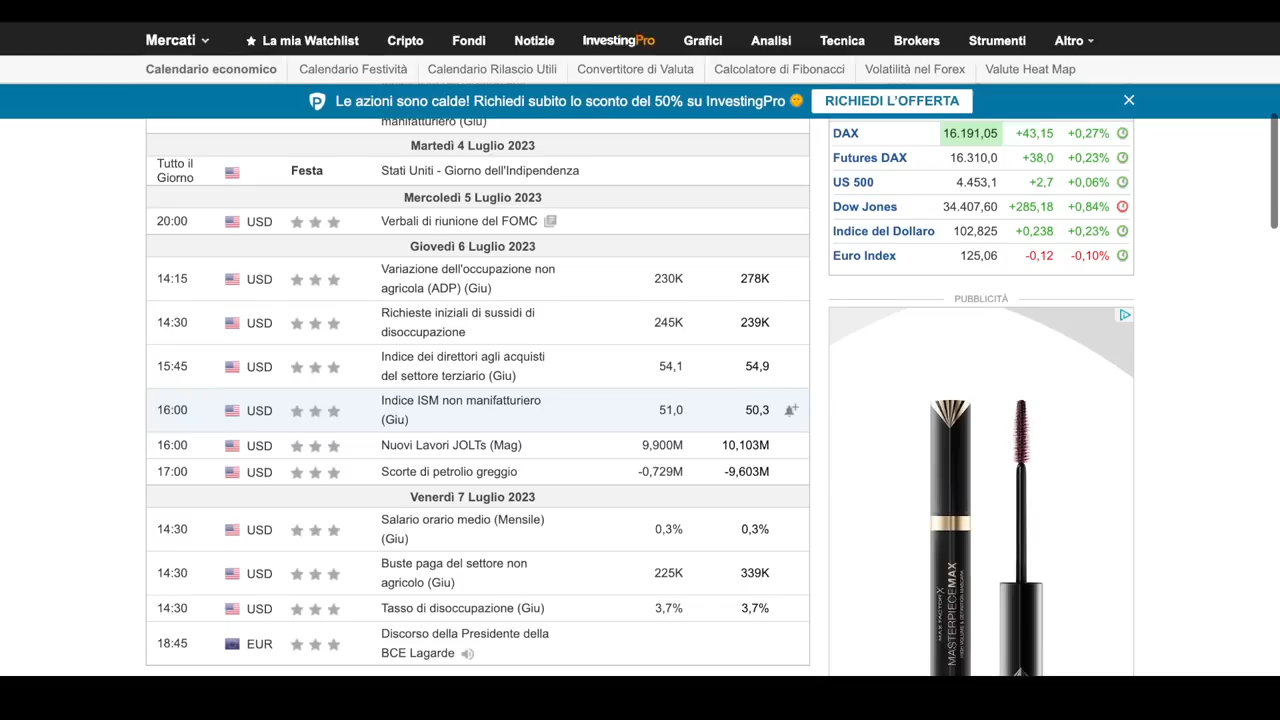 Mercati
La mia Watchlist
Cripto
Fondi
Notizie
InvestingPro
Grafici
Analisi
Tecnica
Brokers
Strumenti
Altro
Calendario economico
Calendario Festività
Calendario Rilascio Utili
Convertitore di Valuta
Calcolatore di Fibonacci
Volatilità nel Forex
Valute Heat Map
Le azioni sono calde! Richiedi subito lo sconto del 50% su InvestingPro
RICHIEDI L'OFFERTA
manifatturiero (Giu)
Martedì 4 Luglio 2023
Tutto il
Giorno
Festa
Stati Uniti - Giorno dell'Indipendenza
Mercoledì 5 Luglio 2023
20:00 USD Verbali di riunione del FOMC
Giovedì 6 Luglio 2023
14:15 USD Variazione dell'occupazione non
agricola (ADP) (Giu) 230K 278K
14:30 USD Richieste iniziali di sussidi di
disoccupazione 245K 239K
15:45 USD Indice dei direttori agli acquisti
del settore terziario (Giu) 54,1 54,9
16:00 USD Indice ISM non manifatturiero
(Giu) 51,0 50,3
16:00 USD Nuovi Lavori JOLTs (Mag) 9,900M 10,103M
17:00 USD Scorte di petrolio greggio -0,729M -9,603M
Venerdì 7 Luglio 2023
14:30 USD Salario orario medio (Mensile)
(Giu) 0,3% 0,3%
14:30 USD Buste paga del settore non
agricolo (Giu) 225K 339K
14:30 USD Tasso di disoccupazione (Giu) 3,7% 3,7%
18:45 EUR Discorso della Presidente della
BCE Lagarde
DAX 16.191,05 +43,15 +0,27%
Futures DAX 16.310,0 +38,0 +0,23%
US 500 4.453,1 +2,7 +0,06%
Dow Jones 34.407,60 +285,18 +0,84%
Indice del Dollaro 102,825 +0,238 +0,23%
Euro Index 125,06 -0,12 -0,10%
PUBBLICITÀ
MAX FACTOR X
MASTERPIECE MAX